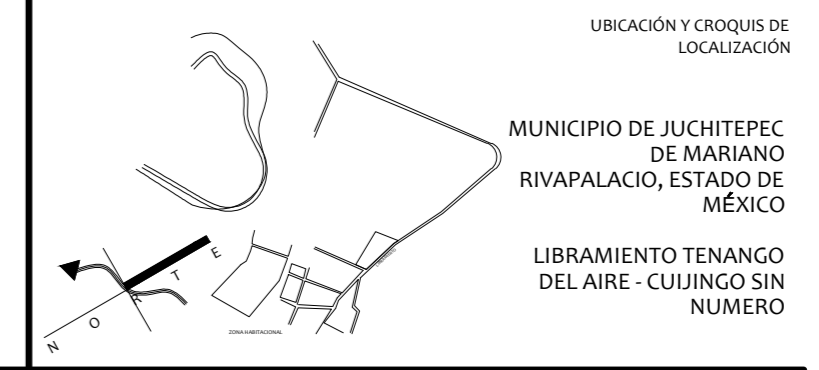 UBICACIÓN Y CROQUIS DE
LOCALIZACIÓN
MUNICIPIO DE JUCHITEPEC
DE MARIANO
RIVAPALACIO, ESTADO DE
MÉXICO
LIBRAMIENTO TENANGO
DEL AIRE - CUIJINGO SIN
NUMERO
NORTE
ZONA HABITACIONAL